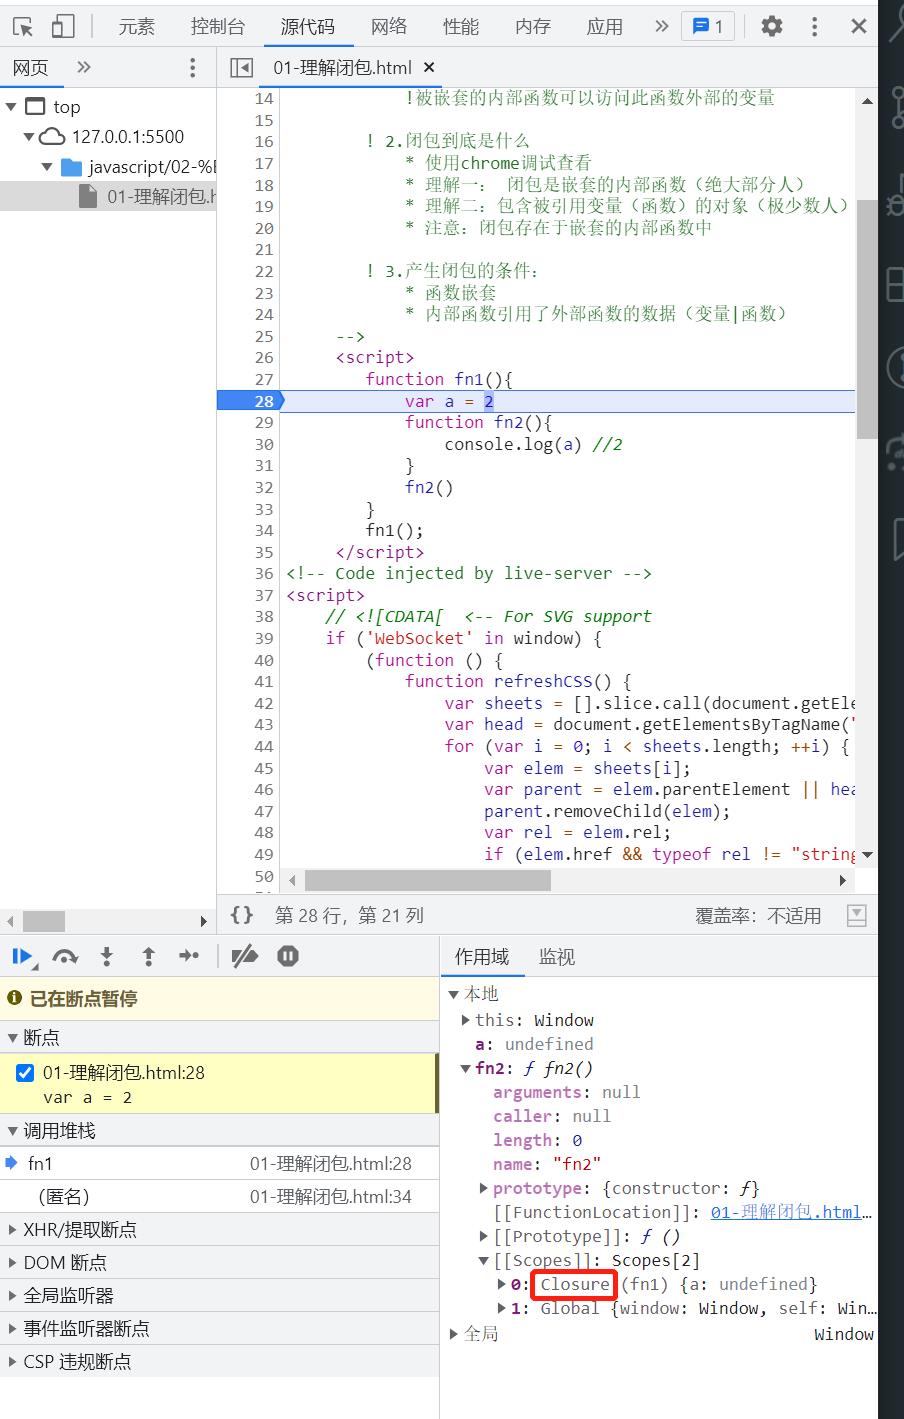 元素 控制台 源代码 网络 性能 内存 应用 » 1
网页 » 01-理解闭包.html ×
top
127.0.0.1:5500
javascript/02-%
01-理解闭包.h
14 !被嵌套的内部函数可以访问此函数外部的变量
15
16 ! 2.闭包到底是什么
17 * 使用chrome调试查看
18 * 理解一: 闭包是嵌套的内部函数(绝大部分人)
19 * 理解二:包含被引用变量(函数)的对象(极少数人)
20 * 注意:闭包存在于嵌套的内部函数中
21
22 ! 3.产生闭包的条件:
23 * 函数嵌套
24 * 内部函数引用了外部函数的数据(变量|函数)
25 -->
26 <script>
27 function fn1(){
28 var a = 2
29 function fn2(){
30 console.log(a) //2
31 }
32 fn2()
33 }
34 fn1();
35 </script>
36 <!-- Code injected by live-server -->
37 <script>
38 // <![CDATA[ <-- For SVG support
39 if ('WebSocket' in window) {
40 (function () {
41 function refreshCSS() {
42 var sheets = [].slice.call(document.getEle
43 var head = document.getElementsByTagName(
44 for (var i = 0; i < sheets.length; ++i) {
45 var elem = sheets[i];
46 var parent = elem.parentElement || hea
47 parent.removeChild(elem);
48 var rel = elem.rel;
49 if (elem.href && typeof rel != "string
50
{} 第 28 行,第 21 列 覆盖率:不适用
已在断点暂停
断点
01-理解闭包.html:28
var a = 2
调用堆栈
fn1 01-理解闭包.html:28
(匿名) 01-理解闭包.html:34
XHR/提取断点
DOM 断点
全局监听器
事件监听器断点
CSP 违规断点
作用域 监视
本地
this: Window
a: undefined
fn2: ƒ fn2()
arguments: null
caller: null
length: 0
name: "fn2"
prototype: {constructor: ƒ}
[[FunctionLocation]]: 01-理解闭包.html…
[[Prototype]]: ƒ ()
[[Scopes]]: Scopes[2]
0: Closure (fn1) {a: undefined}
1: Global {window: Window, self: Win…
全局 Window